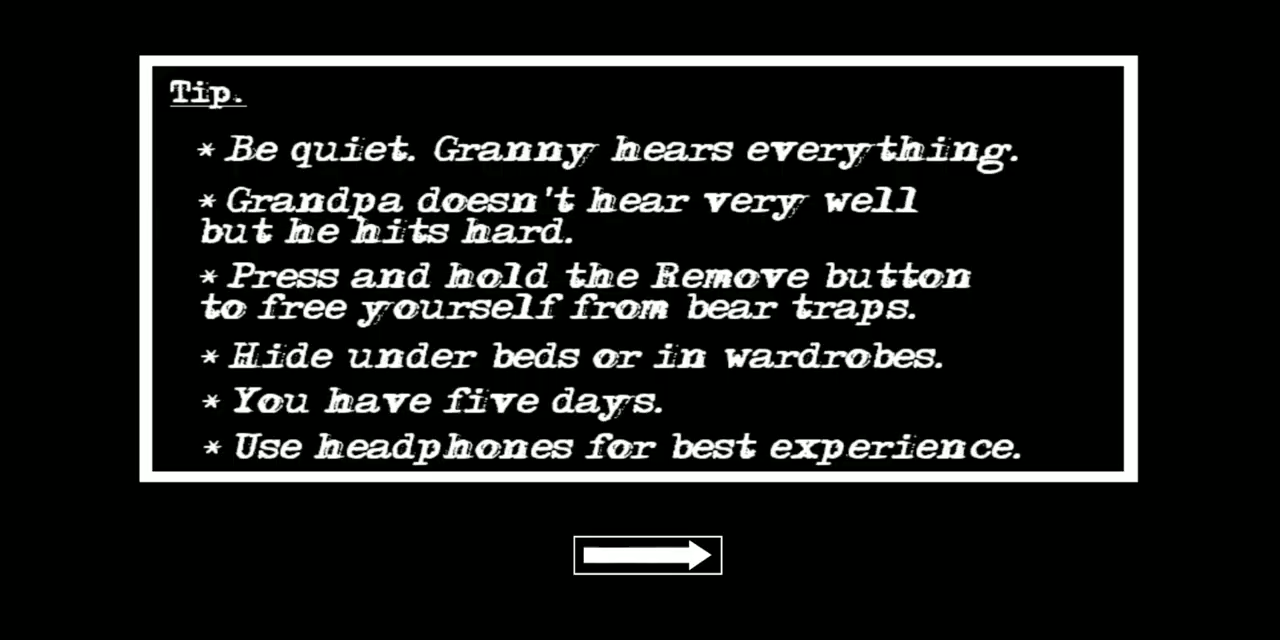 Tip.
* Be quiet. Granny hears everything.
* Grandpa doesn't hear very well
but he hits hard.
* Press and hold the Remove button
to free yourself from bear traps.
* Hide under beds or in wardrobes.
* You have five days.
* Use headphones for best experience.